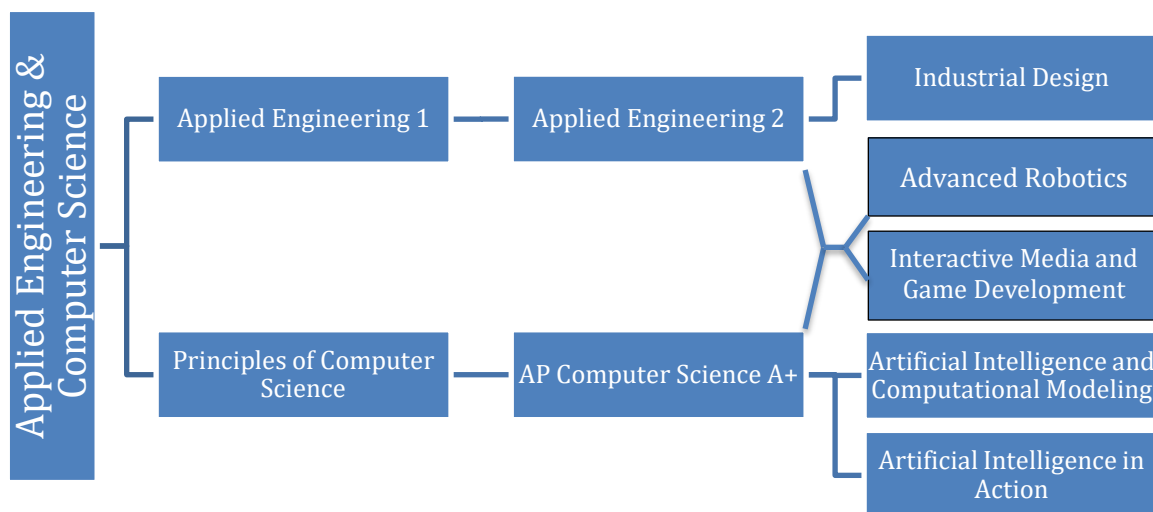 Applied Engineering &
Computer Science
Applied Engineering 1
Applied Engineering 2
Industrial Design
Advanced Robotics
Interactive Media and
Game Development
Principles of Computer
Science
AP Computer Science A+
Artificial Intelligence and
Computational Modeling
Artificial Intelligence in
Action